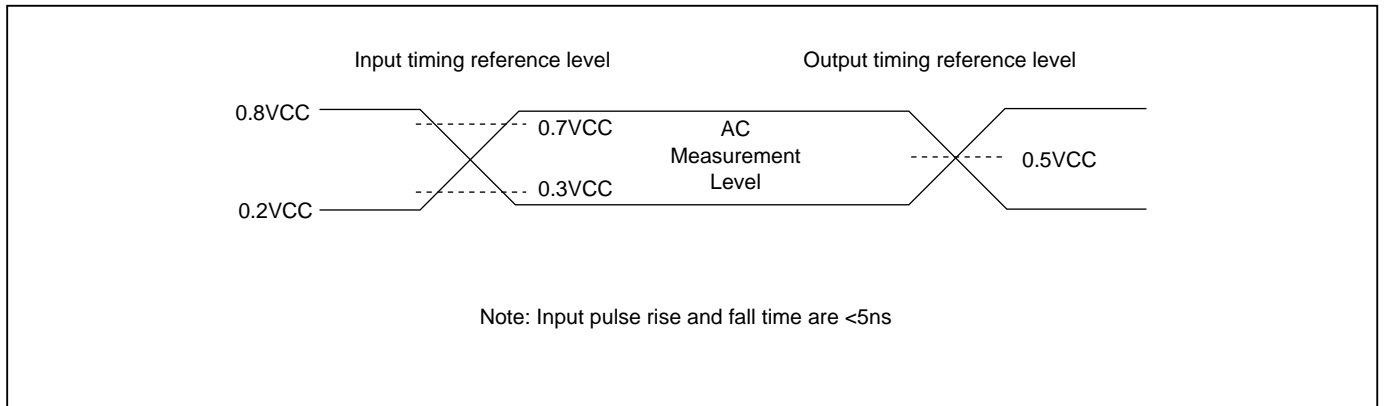 Input timing reference level
Output timing reference level
0.8VCC
0.7VCC
AC
Measurement
Level
0.5VCC
0.3VCC
0.2VCC
Note: Input pulse rise and fall time are <5ns